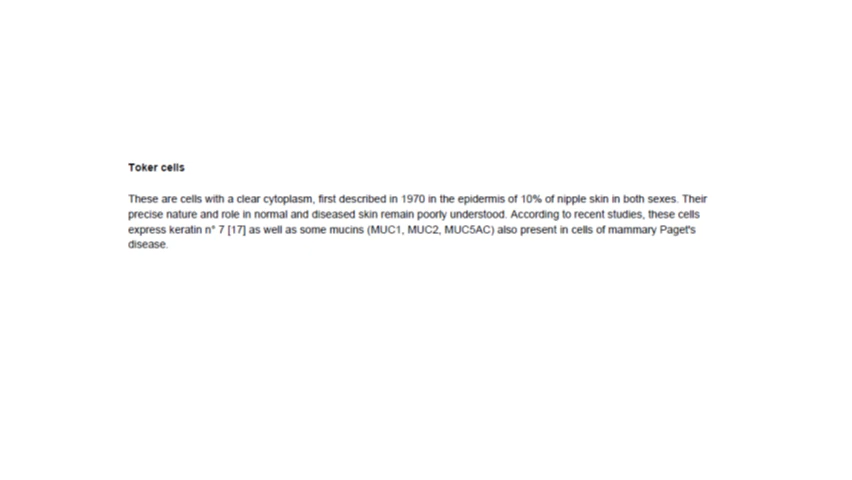 Toker cells
These are cells with a clear cytoplasm, first described in 1970 in the epidermis of 10% of nipple skin in both sexes. Their
precise nature and role in normal and diseased skin remain poorly understood. According to recent studies, these cells
express keratin n° 7 [17] as well as some mucins (MUC1, MUC2, MUC5AC) also present in cells of mammary Paget's
disease.